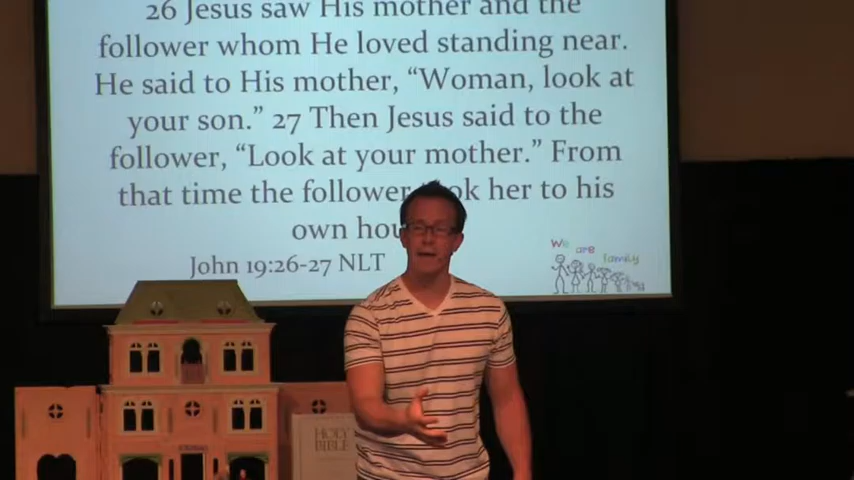 26 Jesus saw His mother and the
follower whom He loved standing near.
He said to His mother, “Woman, look at
your son.” 27 Then Jesus said to the
follower, “Look at your mother.” From
that time the follower took her to his
own hou
John 19:26-27 NLT
We are family
HOLY
BIBLE